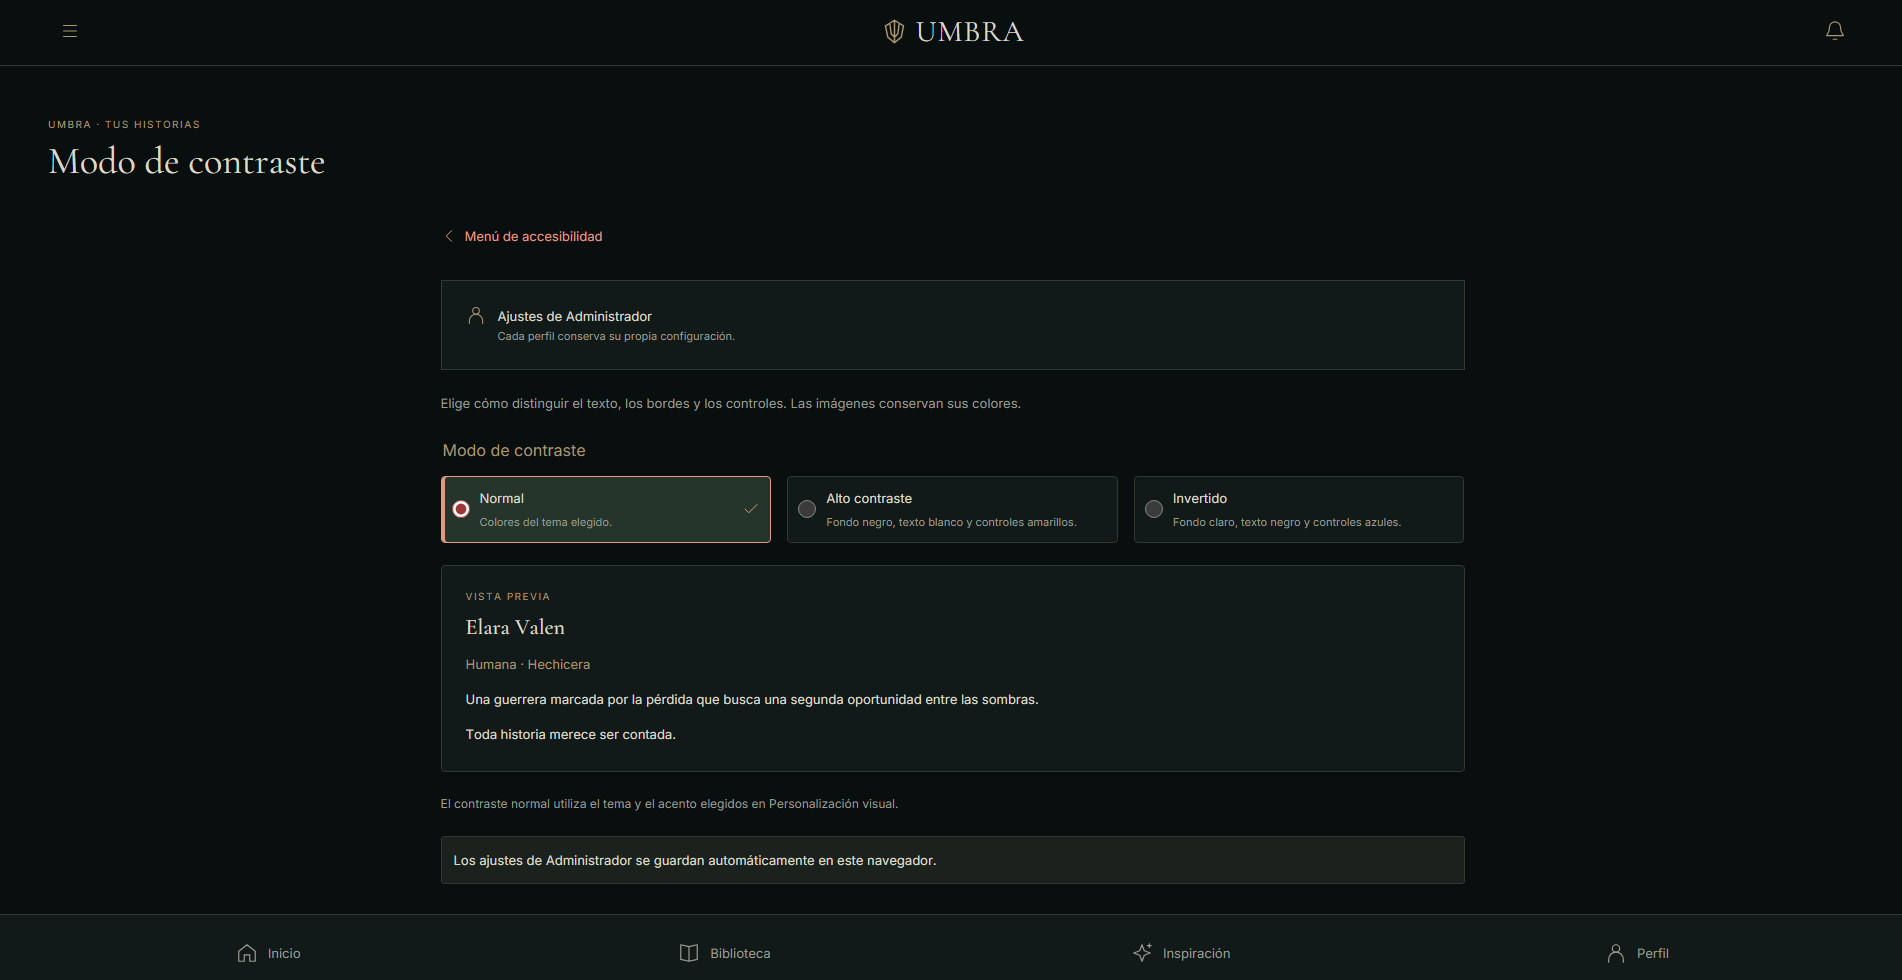 UMBRA
UMBRA · TUS HISTORIAS
Modo de contraste
Menú de accesibilidad
Ajustes de Administrador
Cada perfil conserva su propia configuración.
Elige cómo distinguir el texto, los bordes y los controles. Las imágenes conservan sus colores.
Modo de contraste
Normal
Colores del tema elegido.
Alto contraste
Fondo negro, texto blanco y controles amarillos.
Invertido
Fondo claro, texto negro y controles azules.
VISTA PREVIA
Elara Valen
Humana · Hechicera
Una guerrera marcada por la pérdida que busca una segunda oportunidad entre las sombras.
Toda historia merece ser contada.
El contraste normal utiliza el tema y el acento elegidos en Personalización visual.
Los ajustes de Administrador se guardan automáticamente en este navegador.
Inicio
Biblioteca
Inspiración
Perfil